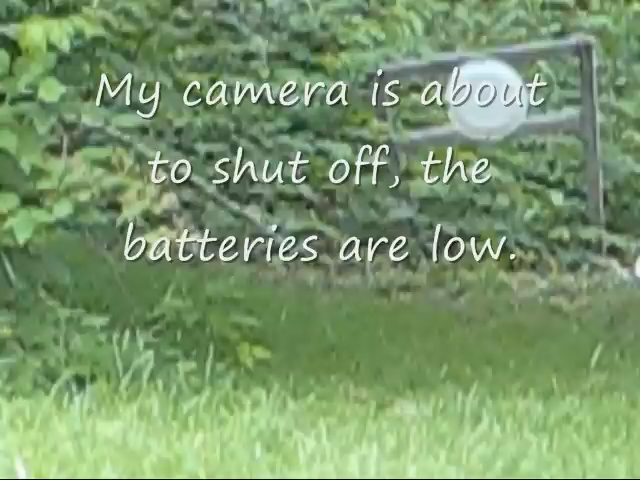 My camera is about
to shut off, the
batteries are low.